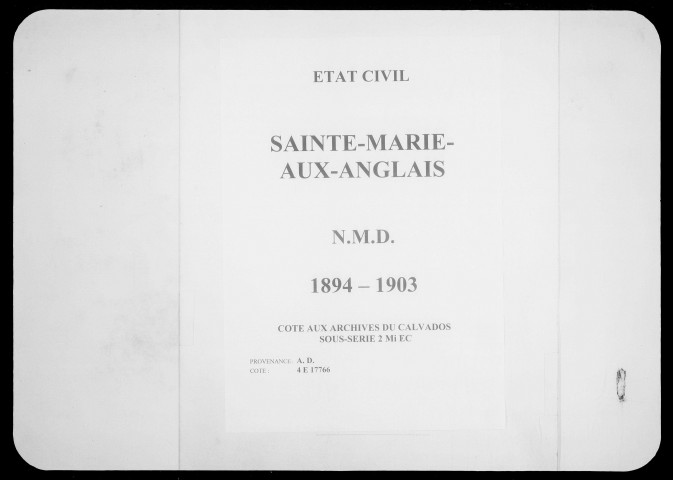 ETAT CIVIL
SAINTE-MARIE-
AUX-ANGLAIS
N.M.D.
1894 – 1903
COTE AUX ARCHIVES DU CALVADOS
SOUS-SERIE 2 Mi EC
PROVENANCE: A. D.
COTE : 4 E 17766